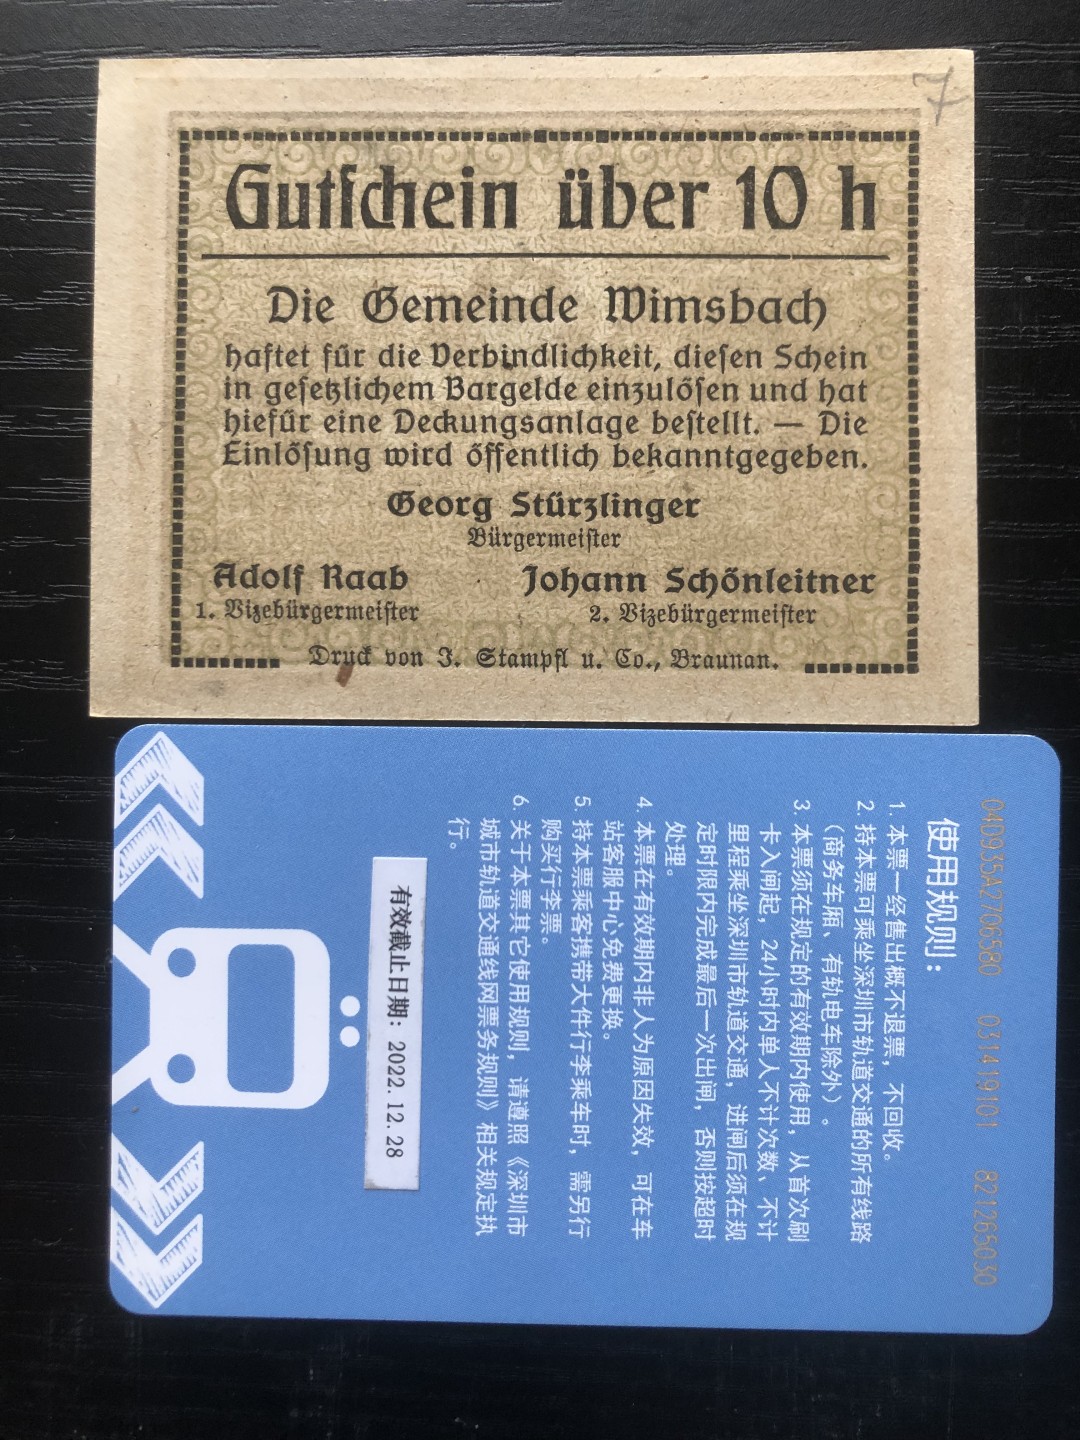 7
Gutſchein über 10 h
Die Gemeinde Wimsbach
haftet für die Verbindlichkeit, dieſen Schein
in geſetzlichem Bargelde einzulöſen und hat
hiefür eine Deckungsanlage beſtellt. — Die
Einlöſung wird öffentlich bekanntgegeben.
Georg Stürzlinger
Bürgermeiſter
Adolf Raab
1. Vizebürgermeiſter
Johann Schönleitner
2. Vizebürgermeiſter
Druck von J. Stampfl u. Co., Braunan.
04D935A2706580 031419101 821265030
使用规则：
1. 本票一经售出概不退票，不回收。
2. 持本票可乘坐深圳市轨道交通的所有线路
（商务车厢、有轨电车除外）。
3. 本票须在规定的有效期内使用，从首次刷
卡入闸起，24小时内单人不计次数、不计
里程乘坐深圳市轨道交通，进闸后须在规
定时限内完成最后一次出闸，否则按超时
处理。
4. 本票在有效期内非人为原因失效，可在车
站客服中心免费更换。
5. 持本票乘客携带大件行李乘车时，需另行
购买行李票。
6. 关于本票其它使用规则，请遵照《深圳市
城市轨道交通线网票务规则》相关规定执
行。
有效截止日期：2022.12.28